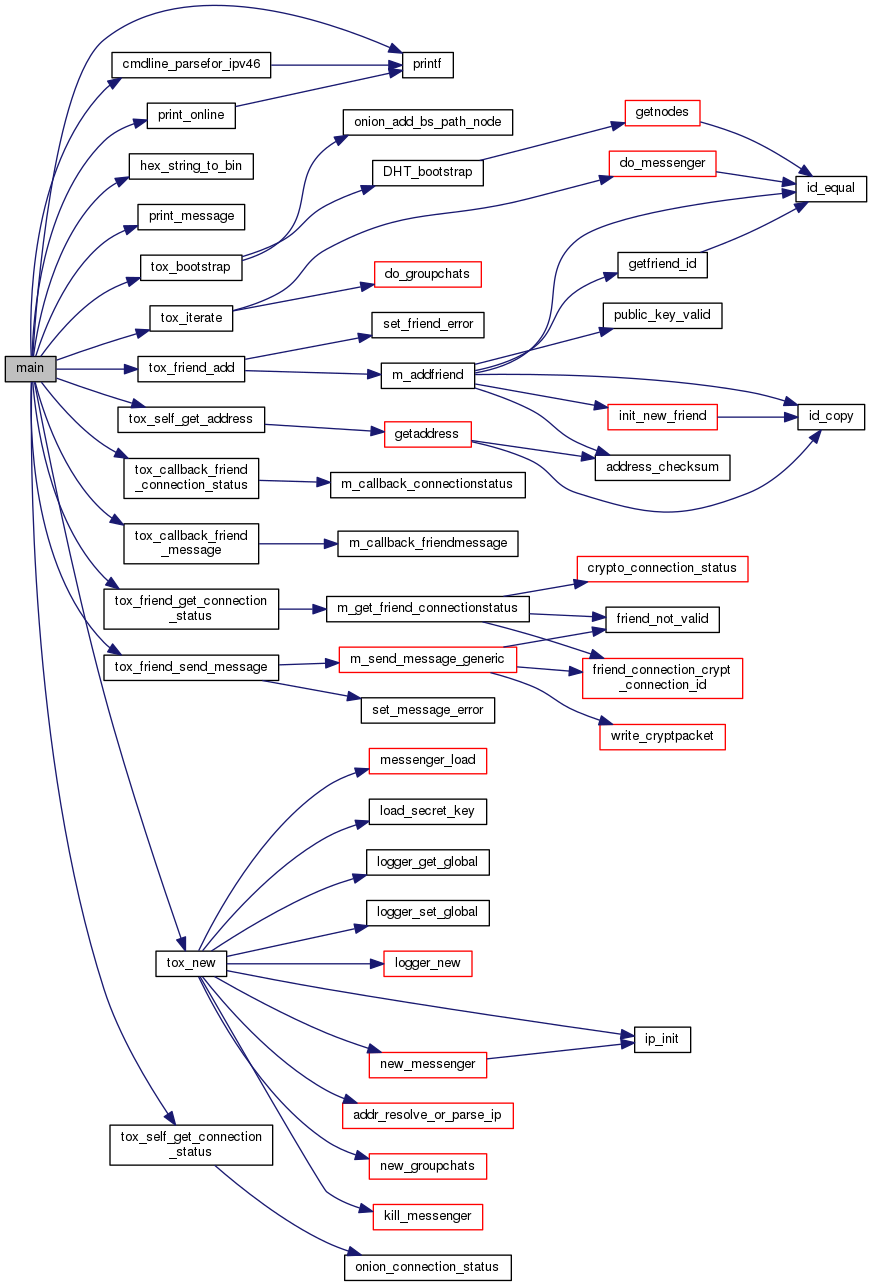 cmdline_parsefor_ipv46
printf
print_online
onion_add_bs_path_node
getnodes
hex_string_to_bin
DHT_bootstrap
do_messenger
id_equal
print_message
tox_bootstrap
do_groupchats
getfriend_id
tox_iterate
set_friend_error
public_key_valid
main
tox_friend_add
m_addfriend
tox_self_get_address
getaddress
init_new_friend
id_copy
address_checksum
tox_callback_friend
_connection_status
m_callback_connectionstatus
tox_callback_friend
_message
m_callback_friendmessage
crypto_connection_status
tox_friend_get_connection
_status
m_get_friend_connectionstatus
friend_not_valid
tox_friend_send_message
m_send_message_generic
friend_connection_crypt
_connection_id
set_message_error
write_cryptpacket
messenger_load
load_secret_key
logger_get_global
logger_set_global
tox_new
logger_new
ip_init
new_messenger
addr_resolve_or_parse_ip
tox_self_get_connection
_status
new_groupchats
kill_messenger
onion_connection_status